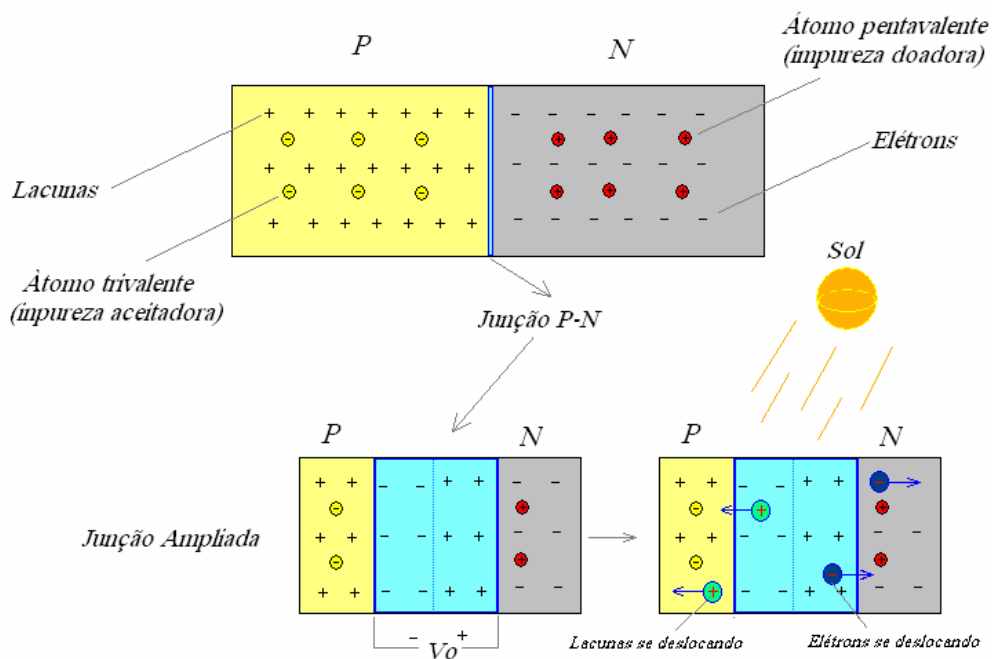 P
N
Átomo pentavalente
(impureza doadora)
Elétrons
Lacunas
Átomo trivalente
(inpureza aceitadora)
Junção P-N
Sol
P
N
P
N
Junção Ampliada
- Vo +
Lacunas se deslocando
Elétrons se deslocando